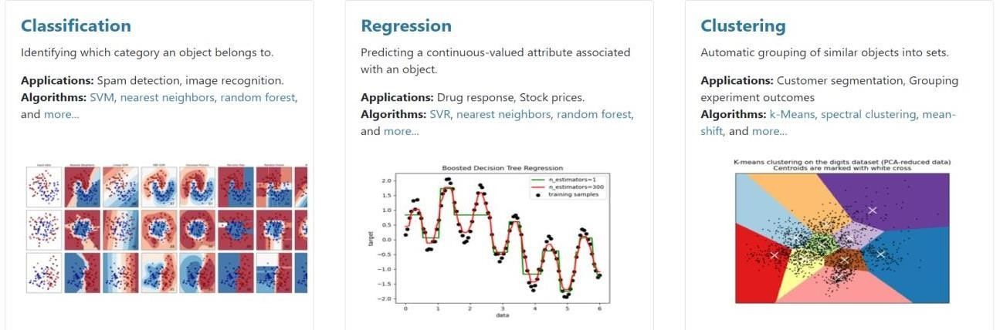 Classification
Identifying which category an object belongs to.
Applications: Spam detection, image recognition.
Algorithms: SVM, nearest neighbors, random forest,
and more...
Regression
Predicting a continuous-valued attribute associated
with an object.
Applications: Drug response, Stock prices.
Algorithms: SVR, nearest neighbors, random forest,
and more...
Boosted Decision Tree Regression
n_estimators=1
n_estimators=300
training samples
target
2.0
1.5
1.0
0.5
0.0
−0.5
−1.0
−1.5
−2.0
0 1 2 3 4 5 6
data
Clustering
Automatic grouping of similar objects into sets.
Applications: Customer segmentation, Grouping
experiment outcomes
Algorithms: k-Means, spectral clustering, mean-
shift, and more...
K-means clustering on the digits dataset (PCA-reduced data)
Centroids are marked with white cross